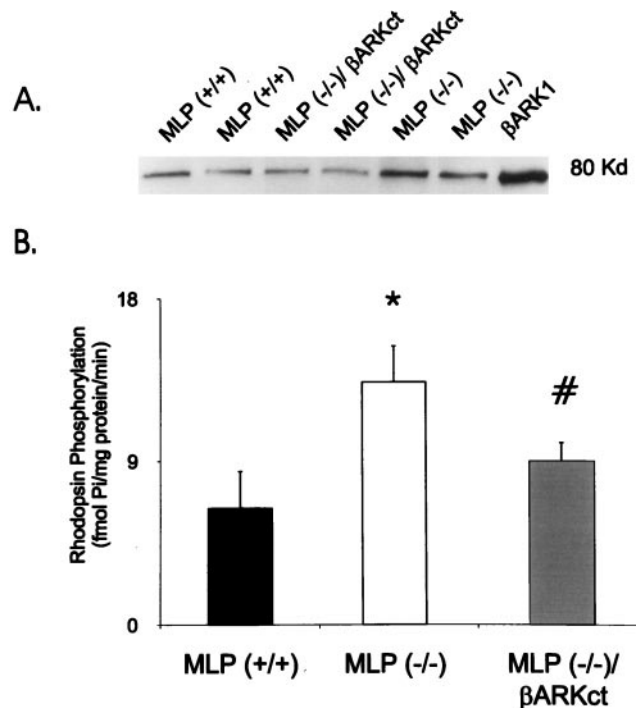 A.
MLP (+/+)
MLP (+/+)
MLP (-/-)/ βARKct
MLP (-/-)/ βARKct
MLP (-/-)
MLP (-/-)
βARK1
80 Kd
B.
Rhodopsin Phosphorylation
(fmol Pi/mg protein/min)
18
9
0
*
#
MLP (+/+)
MLP (-/-)
MLP (-/-)/
βARKct